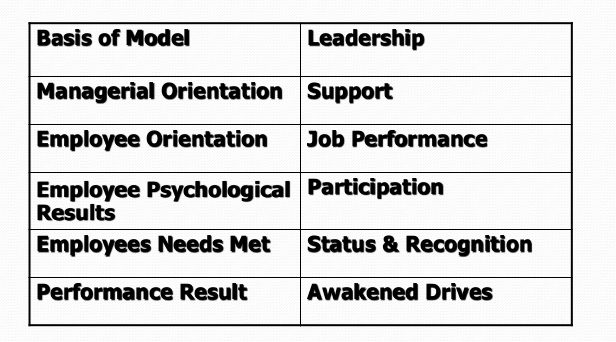 Basis of Model Leadership
Managerial Orientation Support
Employee Orientation Job Performance
Employee Psychological Participation
Results
Employees Needs Met Status & Recognition
Performance Result Awakened Drives